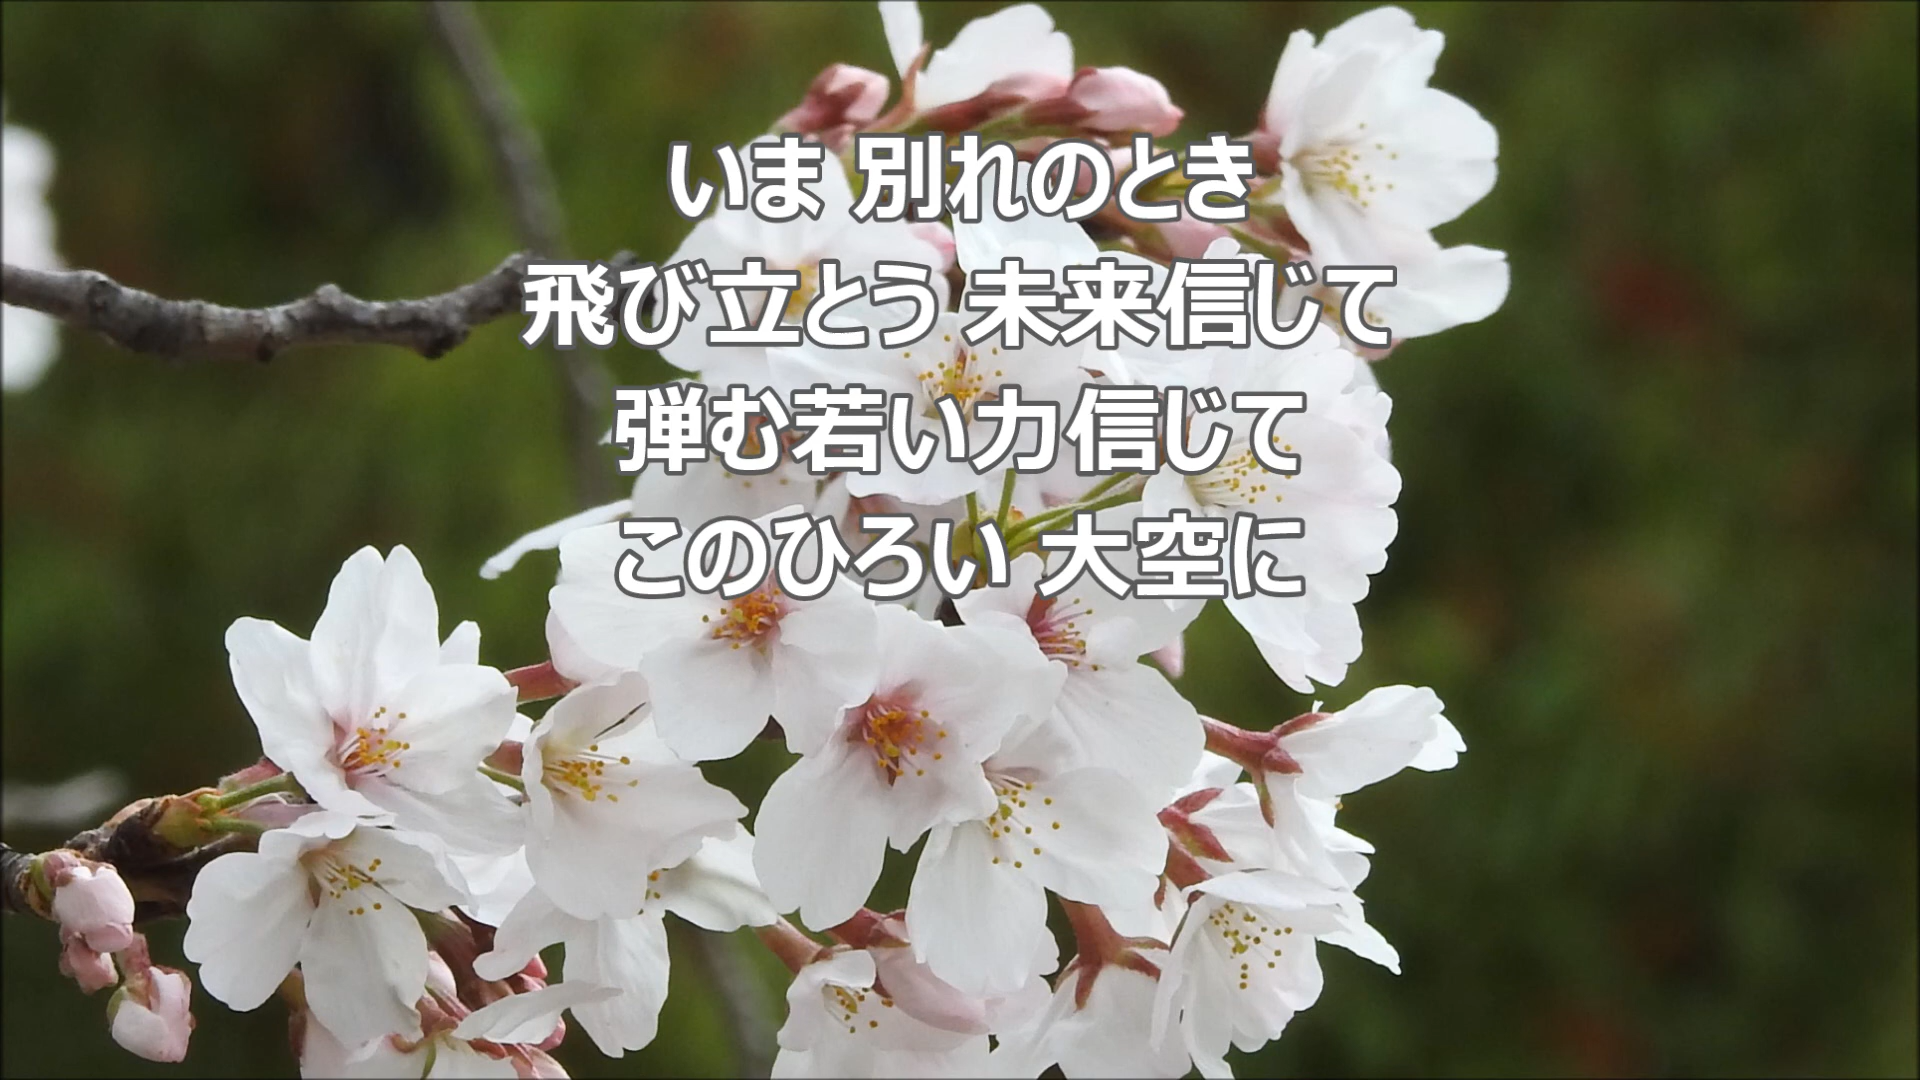 いま 別れのとき
飛び立とう 未来信じて
弾む若い力信じて
このひろい 大空に